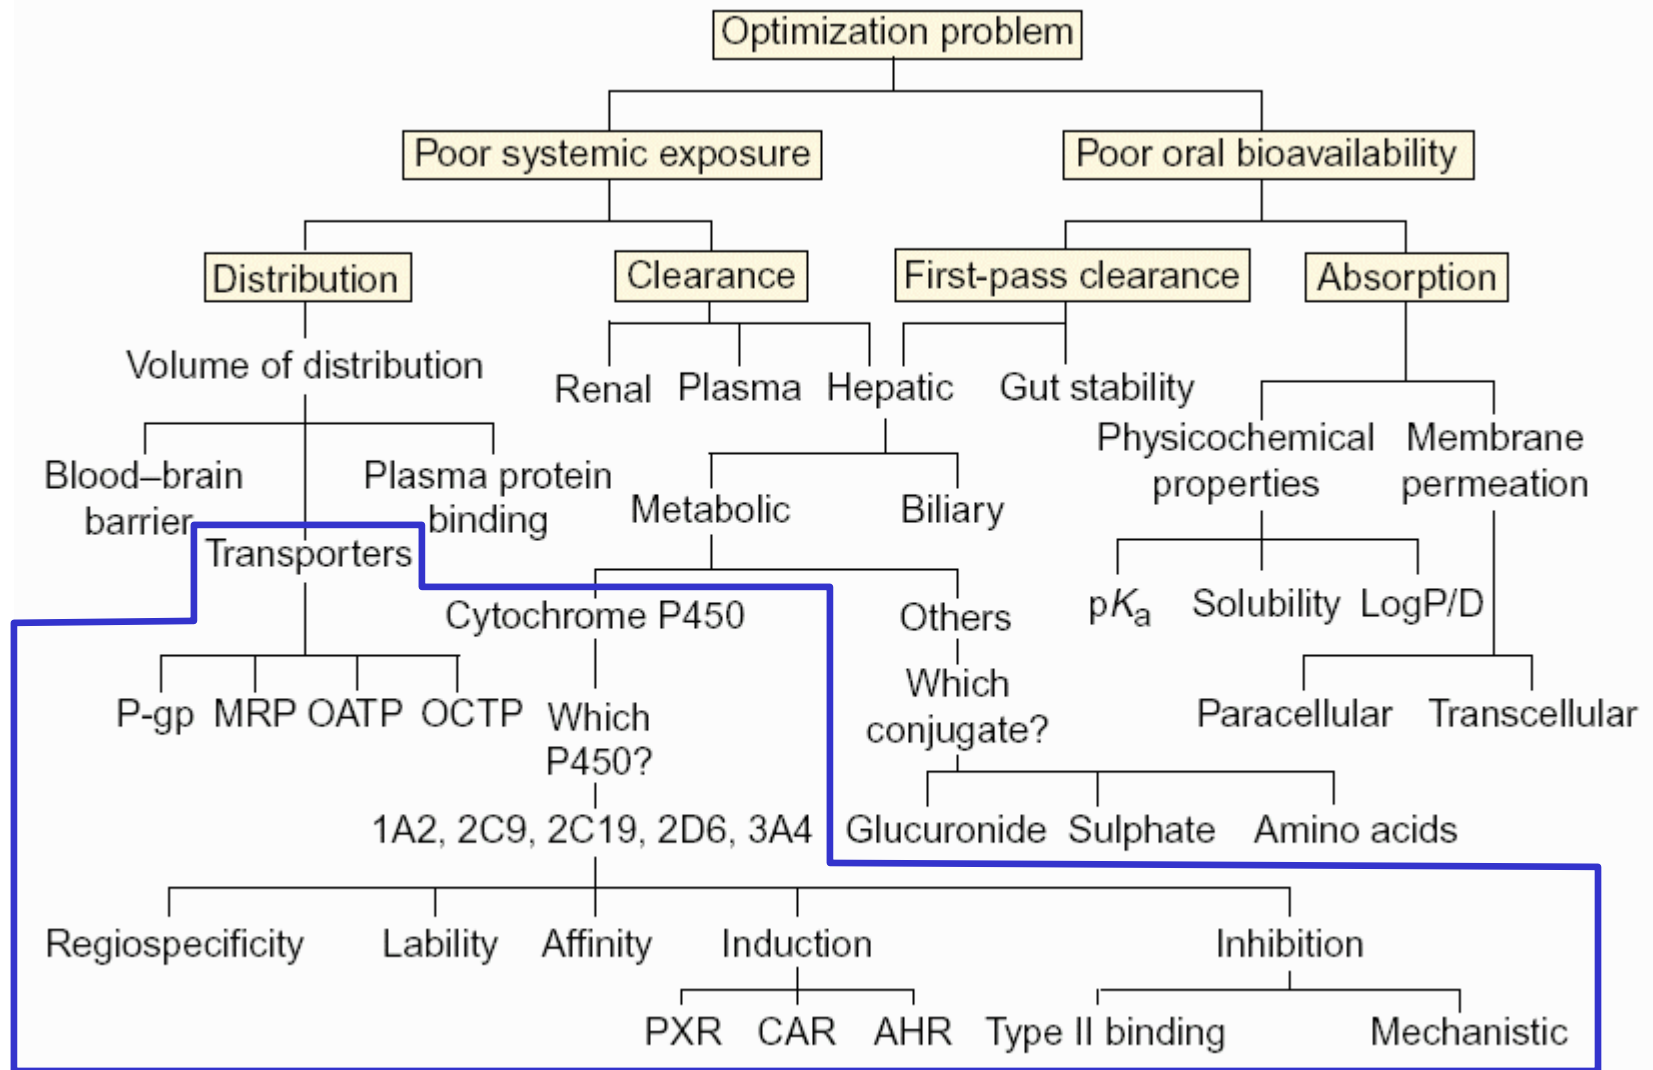 Optimization problem
Poor systemic exposure
Poor oral bioavailability
Distribution
Clearance
First-pass clearance
Absorption
Volume of distribution
Renal
Plasma
Hepatic
Gut stability
Physicochemical
properties
Membrane
permeation
Blood–brain
barrier
Plasma protein
binding
Metabolic
Biliary
Transporters
Cytochrome P450
Others
pKa
Solubility
LogP/D
P-gp
MRP
OATP
OCTP
Which
P450?
Which
conjugate?
Paracellular
Transcellular
1A2, 2C9, 2C19, 2D6, 3A4
Glucuronide
Sulphate
Amino acids
Regiospecificity
Lability
Affinity
Induction
Inhibition
PXR
CAR
AHR
Type II binding
Mechanistic